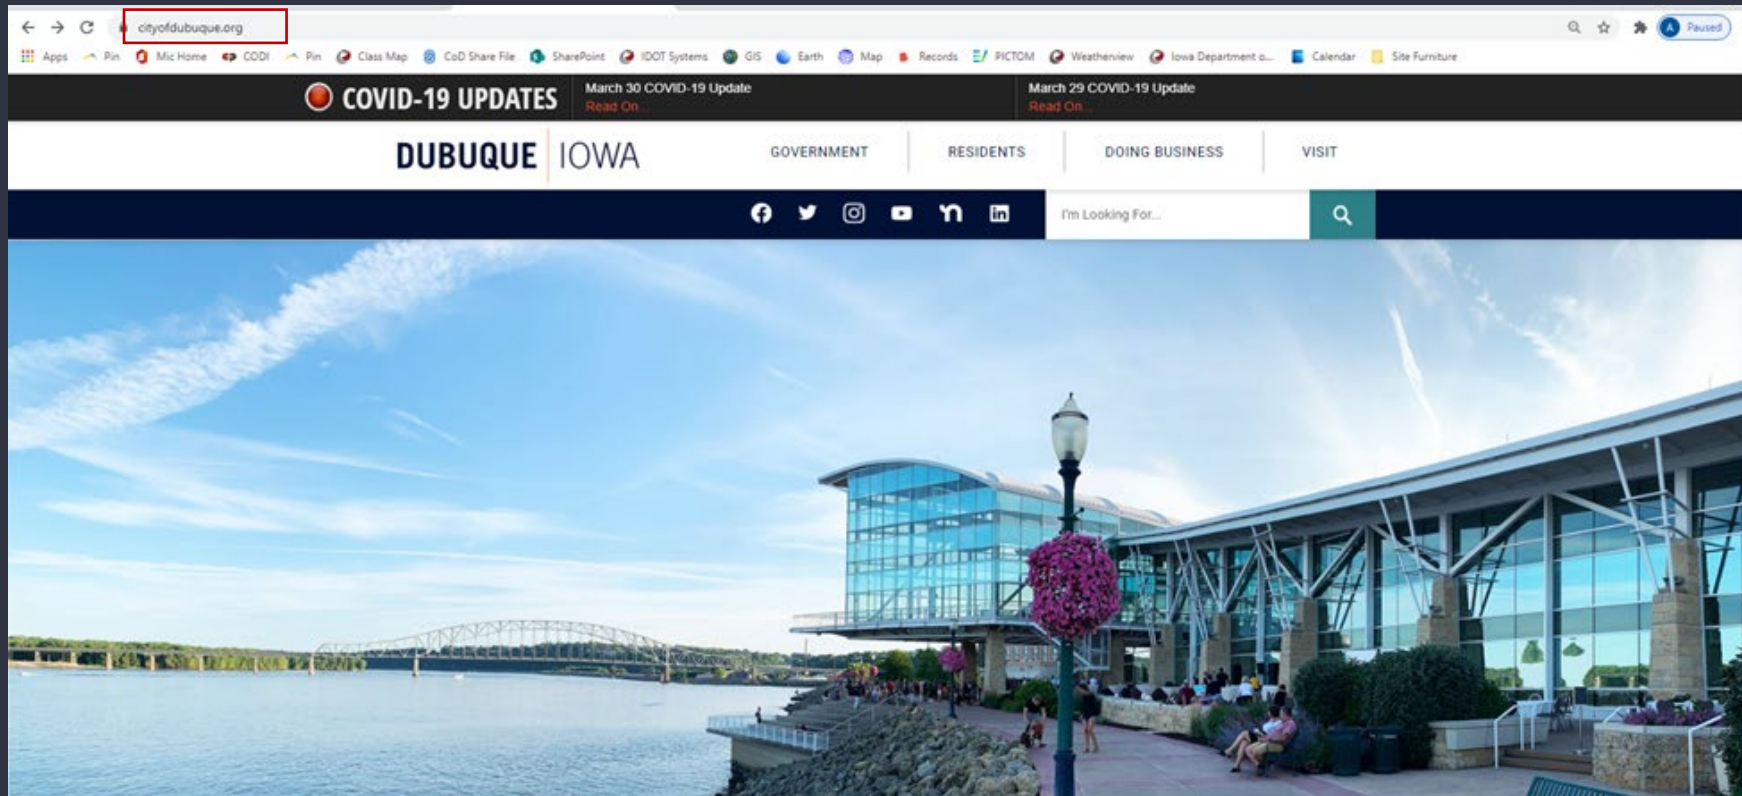 cityofdubuque.org
Paused
Apps Pin Mic Home CODI Pin Class Map CoD Share File SharePoint IDOT Systems GIS Earth Map Records PICTOM Weatherview Iowa Department o... Calendar Site Furniture
COVID-19 UPDATES
March 30 COVID-19 Update
Read On...
March 29 COVID-19 Update
Read On...
DUBUQUE IOWA
GOVERNMENT RESIDENTS DOING BUSINESS VISIT
I'm Looking For...